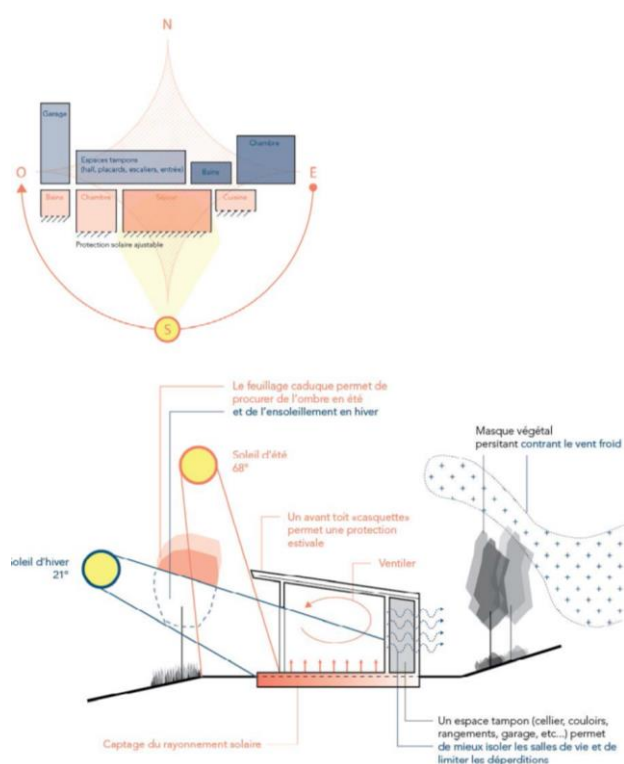 N
Garage
Chambre
Espèces tampons
(hall, placards, escaliers, entrée)
Bains
O
E
Bains
Chambre
Séjour
Cuisine
Protection solaire ajustable
S
Le feuillage caduque permet de
procurer de l'ombre en été
et de l'ensoleillement en hiver
Masque végétal
persitant contrant le vent froid
Soleil d'été
68°
Un avant toit «casquette»
permet une protection
estivale
oleil d'hiver
21°
Ventiler
Un espace tampon (cellier, couloirs,
rangements, garage, etc...) permet
de mieux isoler les salles de vie et de
limiter les déperditions
Captage du rayonnement solaire